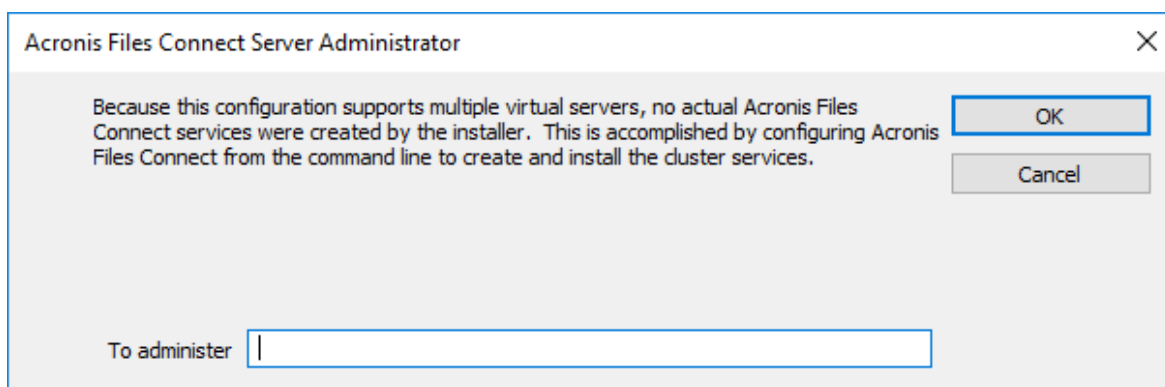 Acronis Files Connect Server Administrator
Because this configuration supports multiple virtual servers, no actual Acronis Files
Connect services were created by the installer.  This is accomplished by configuring Acronis
Files Connect from the command line to create and install the cluster services.
OK
Cancel
To administer